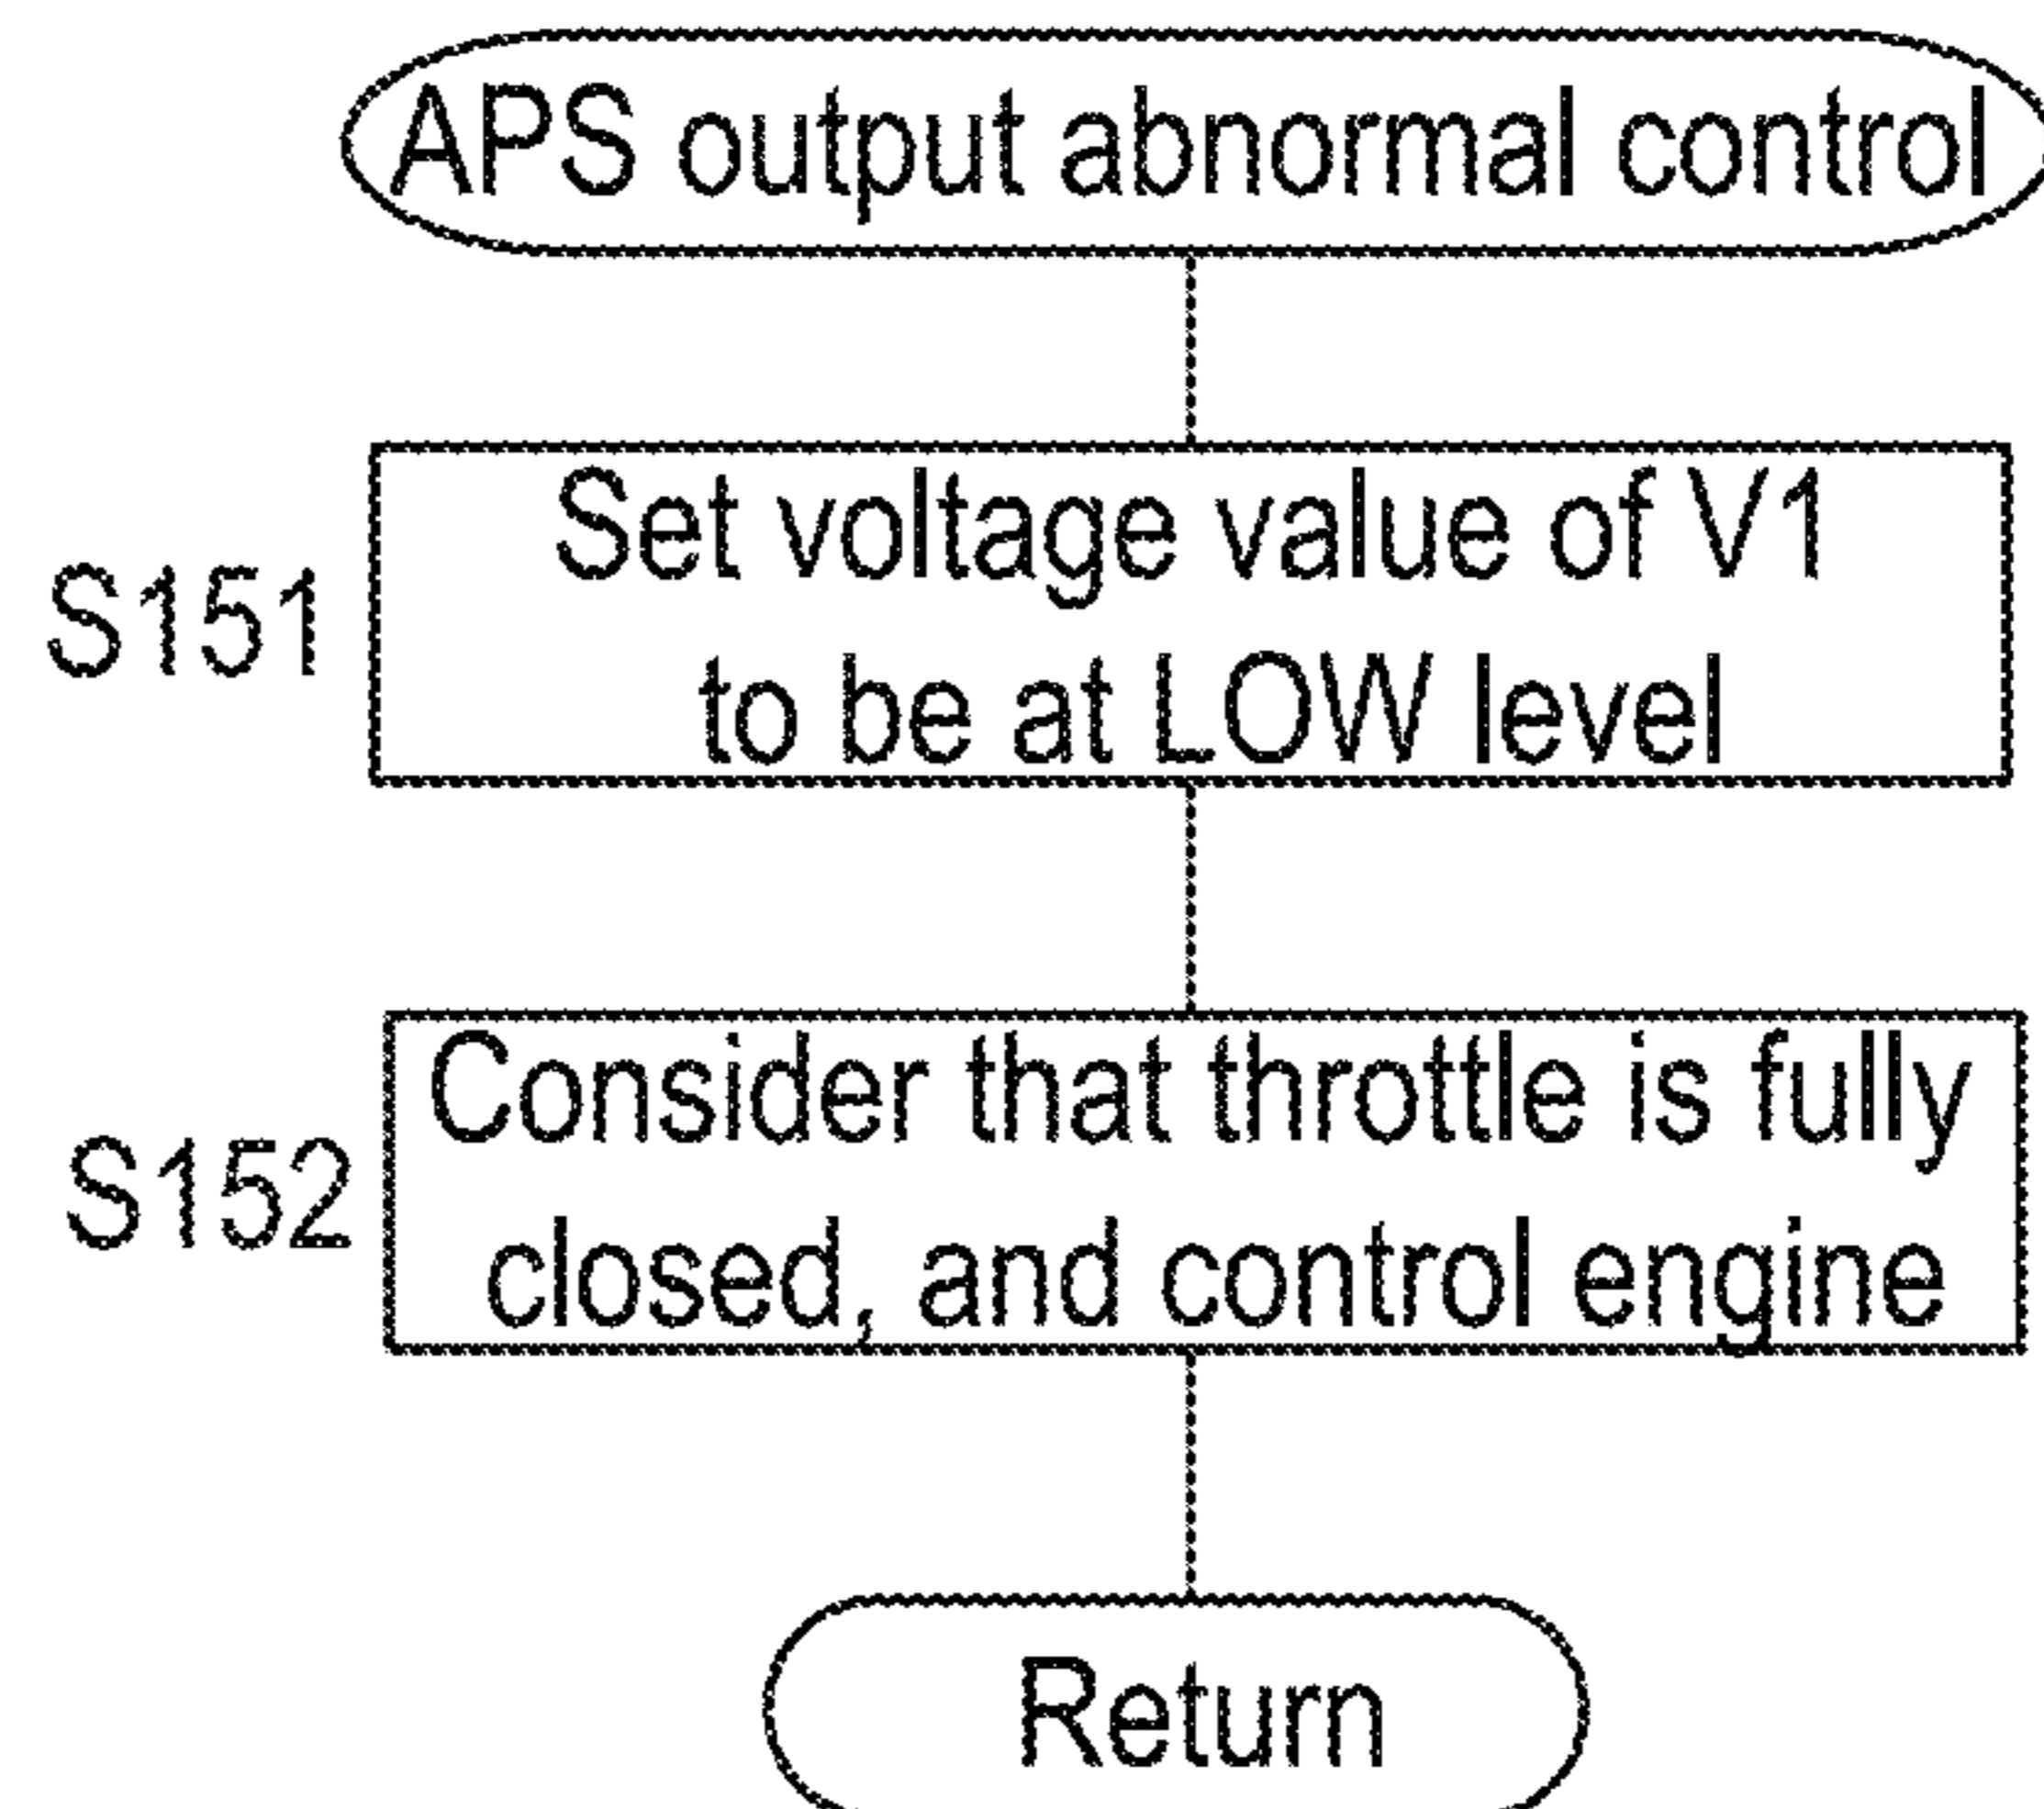 APS output abnormal control
S151
Set voltage value of V1
to be at LOW level
S152
Consider that throttle is fully
closed, and control engine
Return